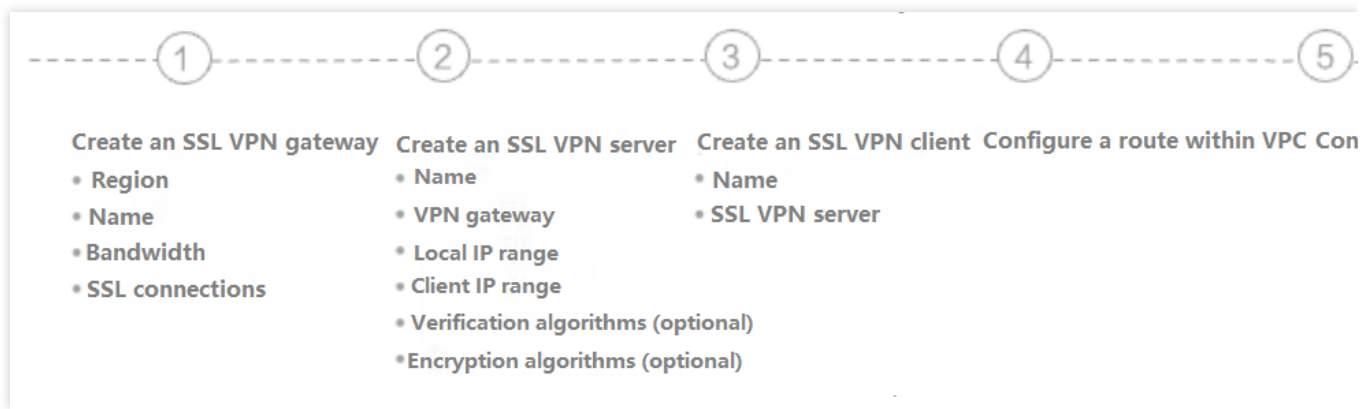 1 2 3 4 5
Create an SSL VPN gateway
• Region
• Name
• Bandwidth
• SSL connections
Create an SSL VPN server
• Name
• VPN gateway
• Local IP range
• Client IP range
• Verification algorithms (optional)
• Encryption algorithms (optional)
Create an SSL VPN client
• Name
• SSL VPN server
Configure a route within VPC
Con